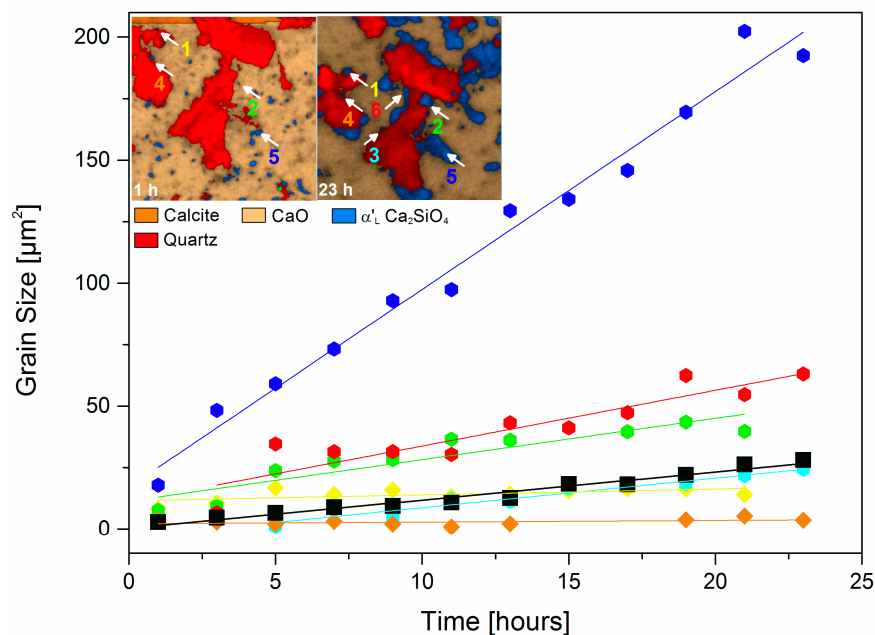 200
150
100
50
0
0
5
10
15
20
25
Grain Size [μm²]
Time [hours]
1
4
2
5
1 h
1
6
4
2
3
5
23 h
Calcite
CaO
α'L Ca₂SiO₄
Quartz